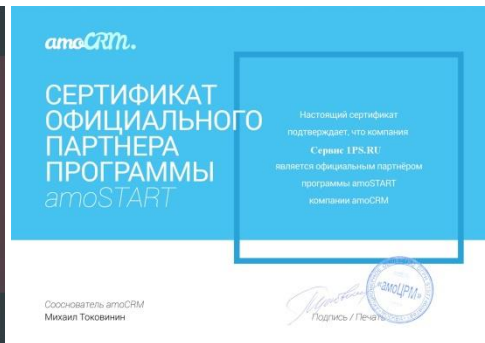 amoCRM.
СЕРТИФИКАТ
ОФИЦИАЛЬНОГО
ПАРТНЕРА
ПРОГРАММЫ
amoSTART
Настоящий сертификат
подтверждает, что компания
Сервис 1PS.RU
является официальным партнёром
программы amoSTART
компании amoCRM
Сооснователь amoCRM
Михаил Токовинин
Подпись / Печать
«амоЦРМ»